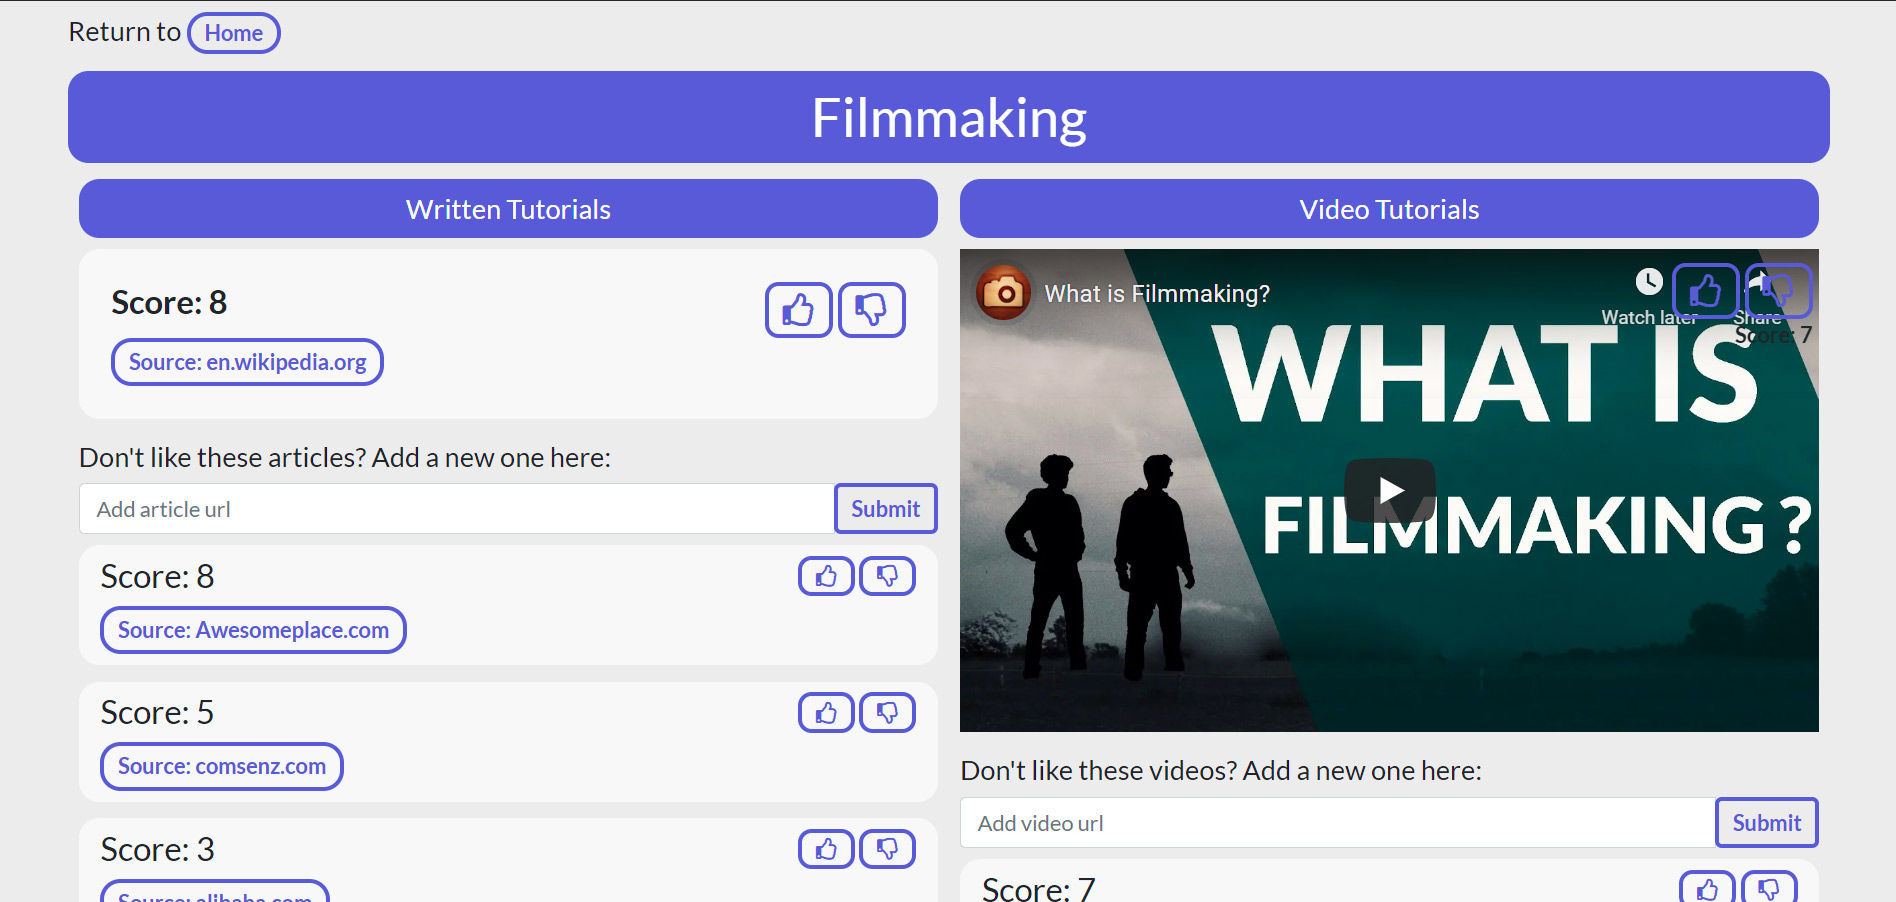 Return to Home
Filmmaking
Written Tutorials
Score: 8
Source: en.wikipedia.org
Don't like these articles? Add a new one here:
Add article url
Submit
Score: 8
Source: Awesomeplace.com
Score: 5
Source: comsenz.com
Score: 3
Source: alibaba.com
Video Tutorials
What is Filmmaking?
Watch later
Share
Score: 7
WHAT IS
FILMMAKING?
Don't like these videos? Add a new one here:
Add video url
Submit
Score: 7